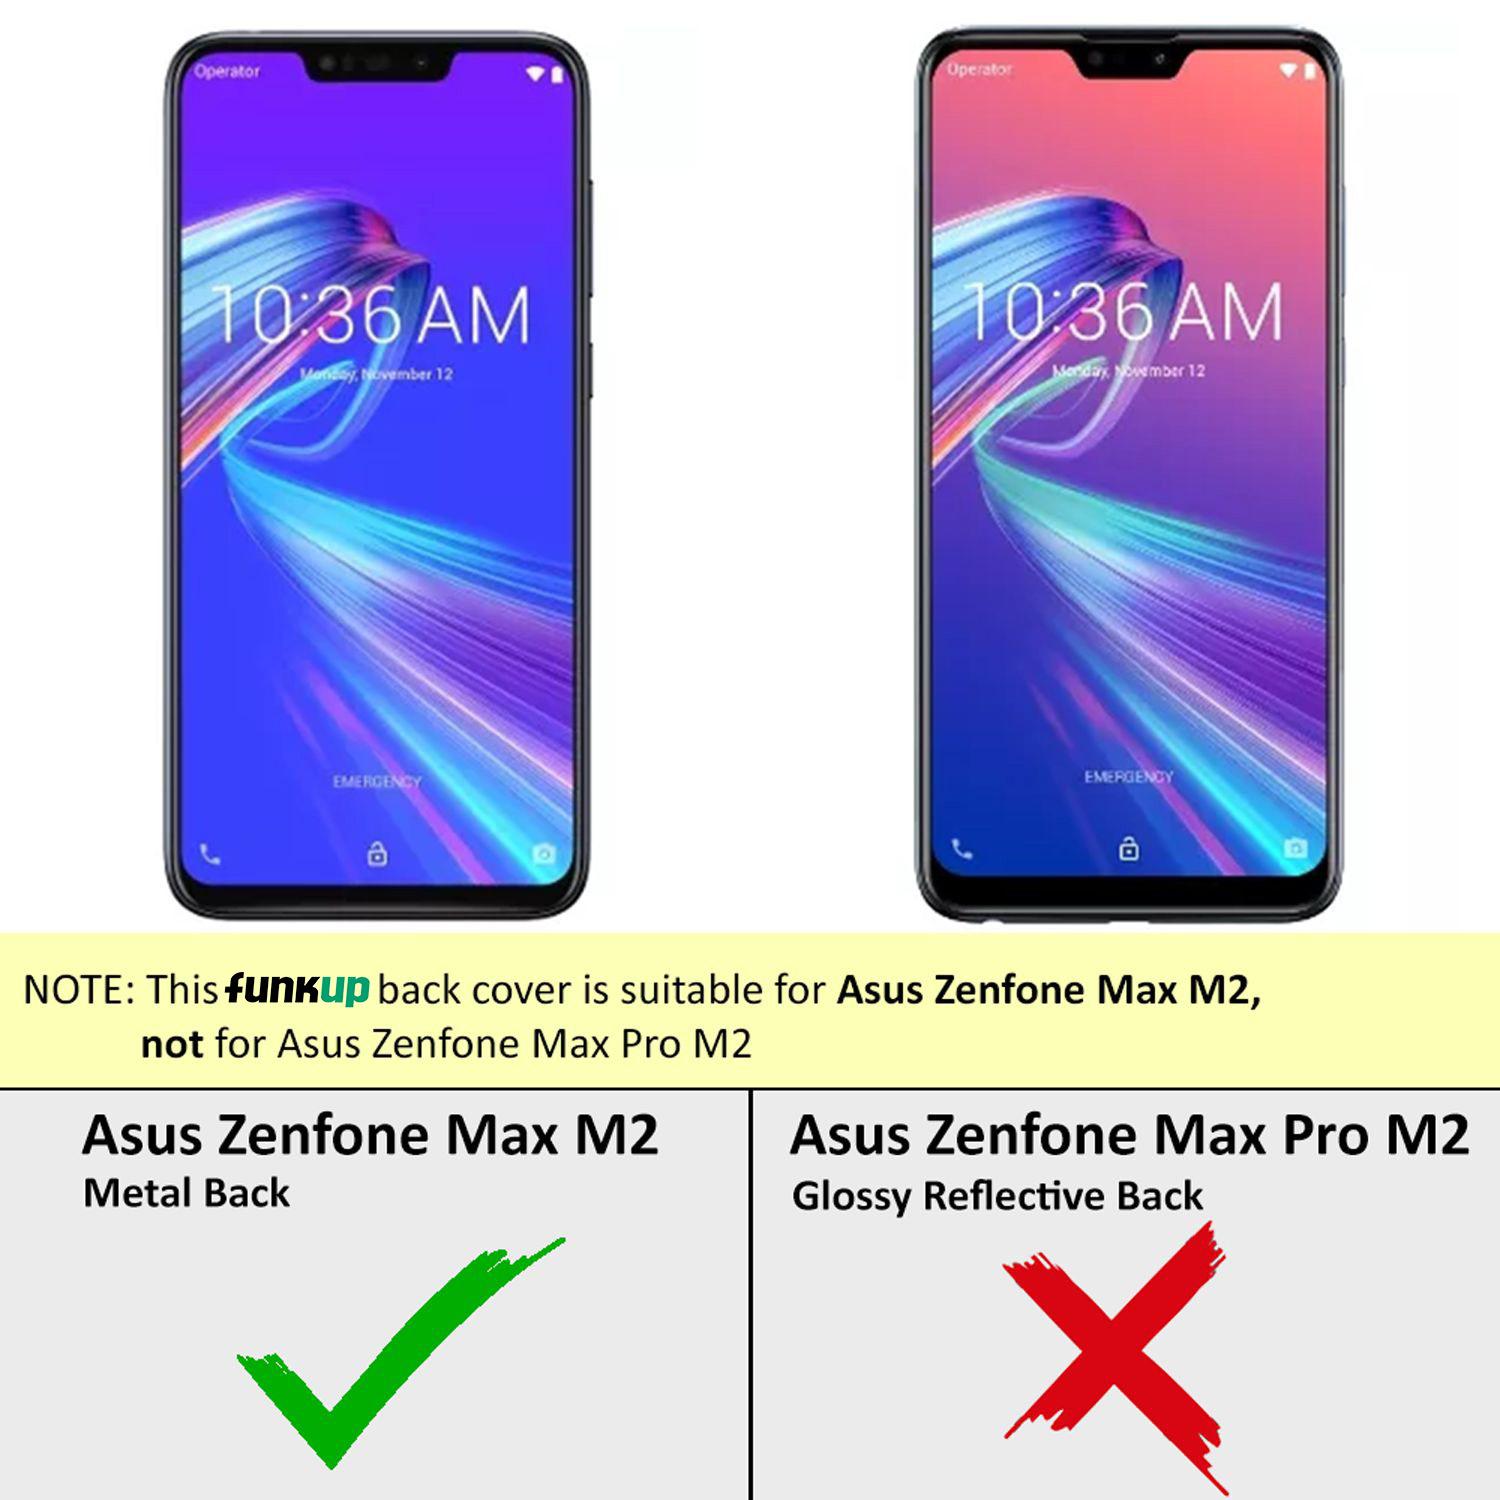 Operator
10:36 AM
Monday, November 12
EMERGENCY
Operator
10:36 AM
Monday, November 12
EMERGENCY
NOTE: This funkup back cover is suitable for Asus Zenfone Max M2,
not for Asus Zenfone Max Pro M2
Asus Zenfone Max M2
Metal Back
Asus Zenfone Max Pro M2
Glossy Reflective Back